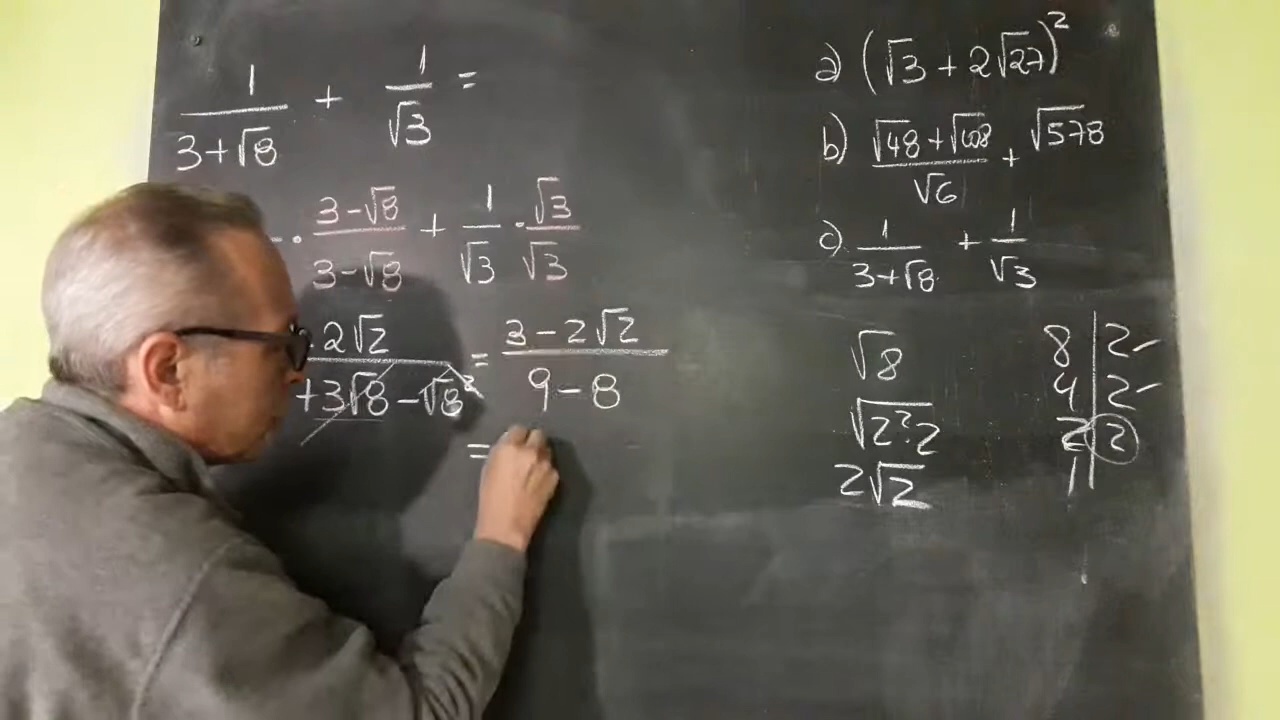 1/(3+√8) + 1/√3 =
· (3-√8)/(3-√8) + 1/√3 · √3/√3
2√2 / +3√8 -√8² = (3-2√2)/(9-8)
=
a) (√3 + 2√27)²
b) (√48+√108)/√6 + √578
c) 1/(3+√8) + 1/√3
√8
√2²·2
2√2
8 | 2
4 | 2
2 | 2
1 |